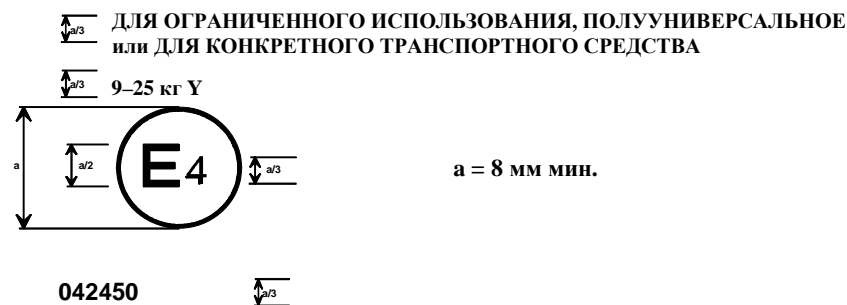 a/3 ДЛЯ ОГРАНИЧЕННОГО ИСПОЛЬЗОВАНИЯ, ПОЛУУНИВЕРСАЛЬНОЕ
или ДЛЯ КОНКРЕТНОГО ТРАНСПОРТНОГО СРЕДСТВА
a/3 9–25 кг Y
a a/2 E4 a/3 a = 8 мм мин.
042450 a/3